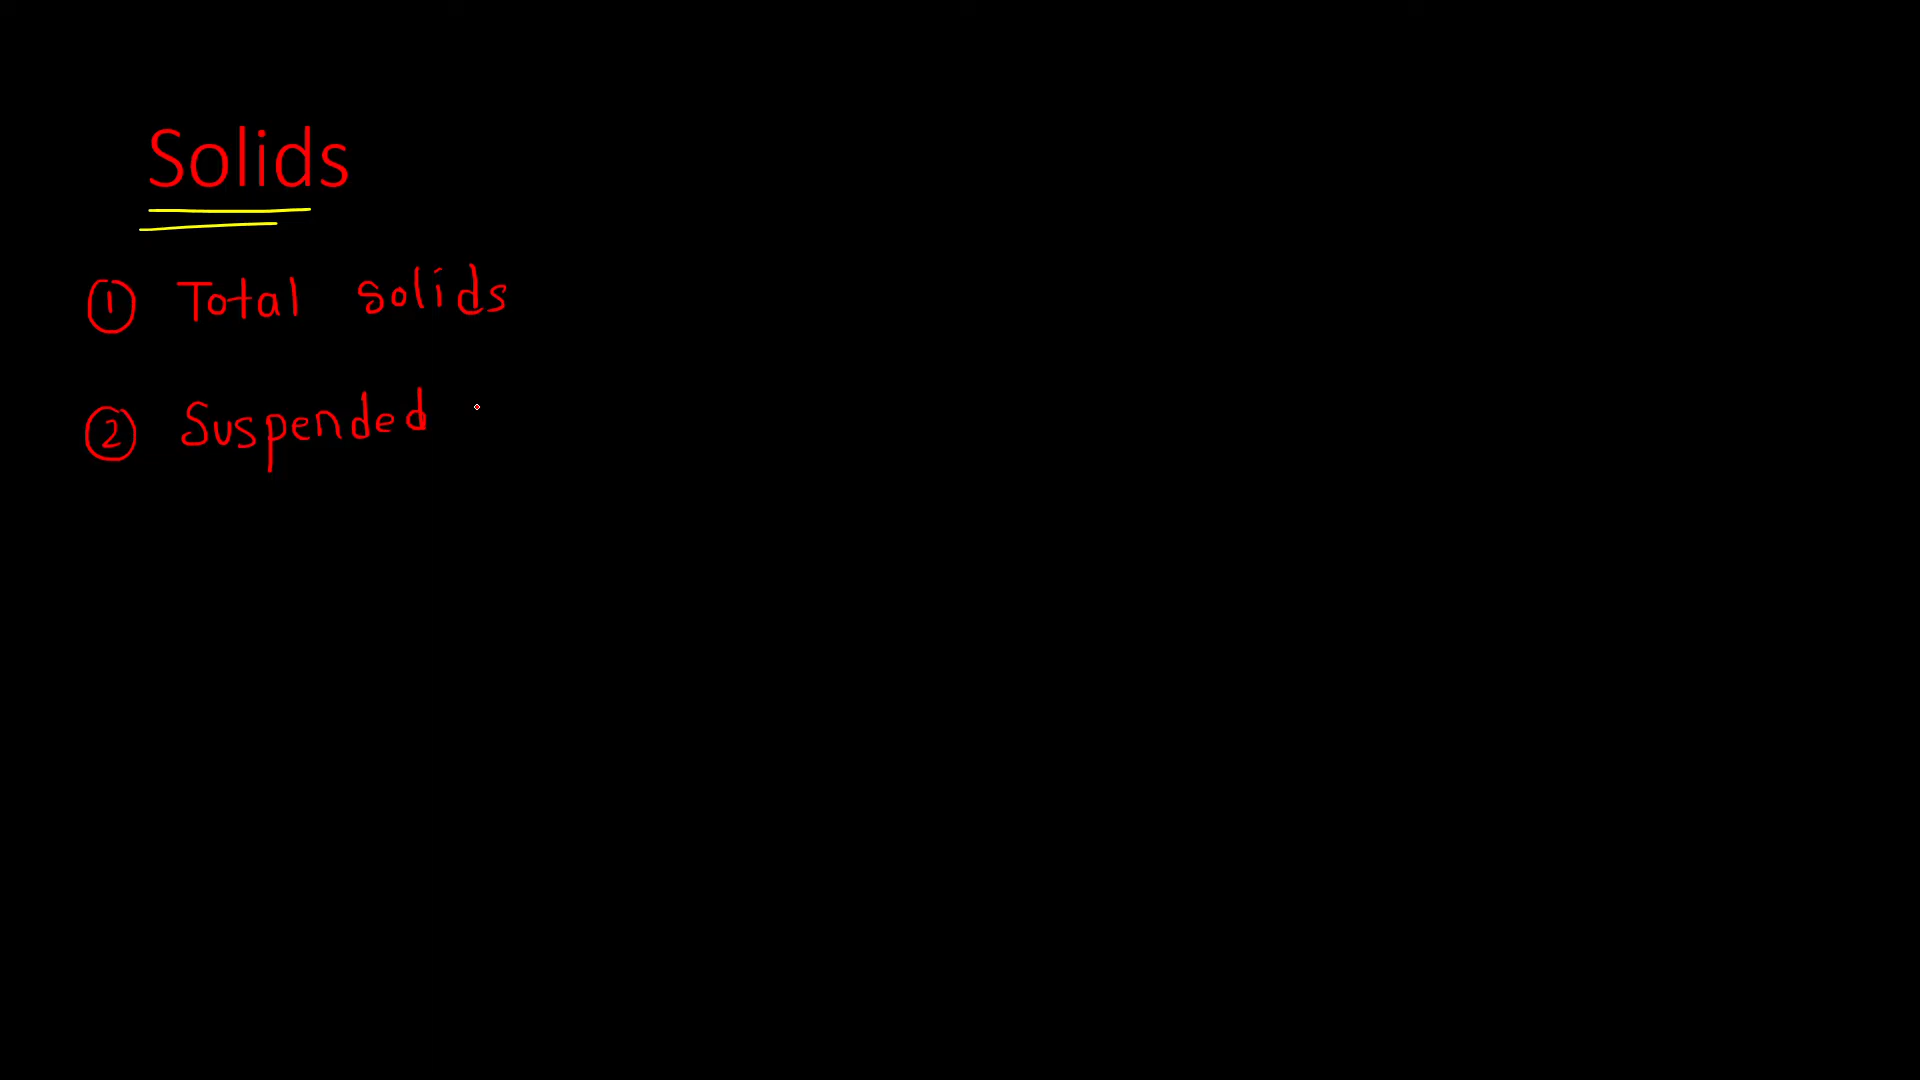 Solids
① Total solids
② Suspended